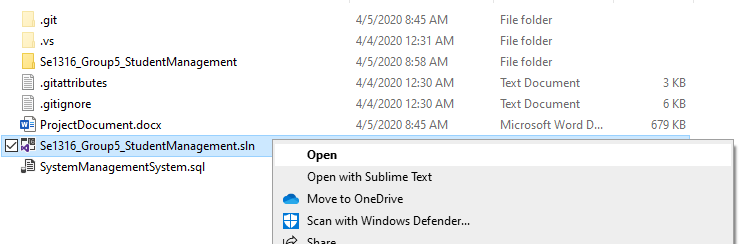 .git 4/5/2020 8:45 AM File folder
.vs 4/4/2020 12:31 AM File folder
Se1316_Group5_StudentManagement 4/5/2020 8:58 AM File folder
.gitattributes 4/4/2020 12:30 AM Text Document 3 KB
.gitignore 4/4/2020 12:30 AM Text Document 6 KB
ProjectDocument.docx 4/5/2020 8:45 AM Microsoft Word D... 679 KB
Se1316_Group5_StudentManagement.sln
SystemManagementSystem.sql
Open
Open with Sublime Text
Move to OneDrive
Scan with Windows Defender...
Share